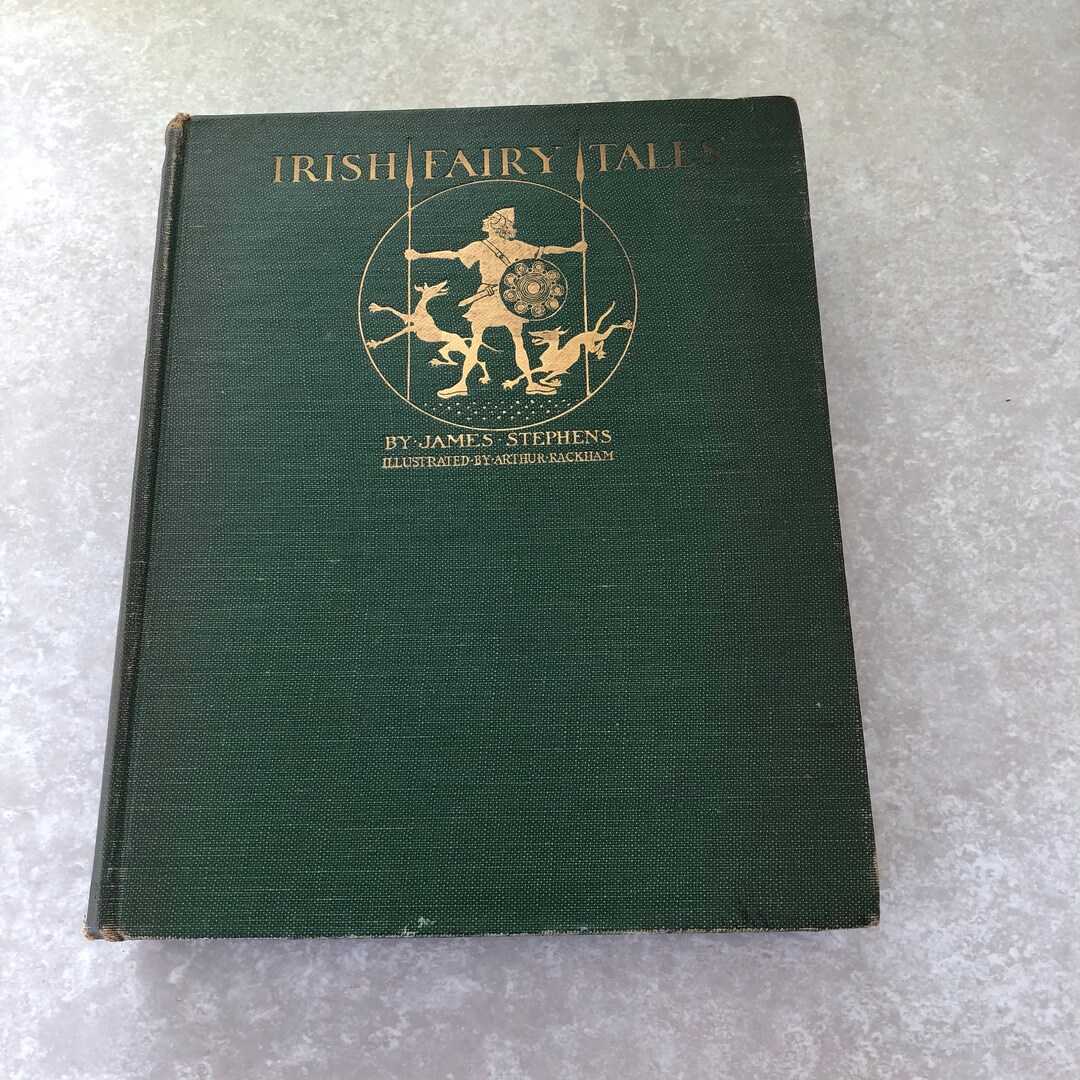 IRISH FAIRY TALES
BY·JAMES·STEPHENS
ILLUSTRATED·BY·ARTHUR·RACKHAM